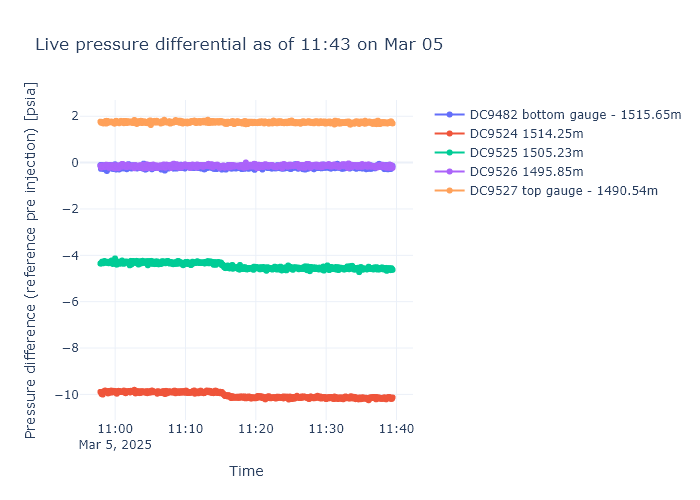 Live pressure differential as of 11:43 on Mar 05
Pressure difference (reference pre injection) [psia]
2
0
−2
−4
−6
−8
−10
11:00
11:10
11:20
11:30
11:40
Mar 5, 2025
Time
DC9482 bottom gauge - 1515.65m
DC9524 1514.25m
DC9525 1505.23m
DC9526 1495.85m
DC9527 top gauge - 1490.54m